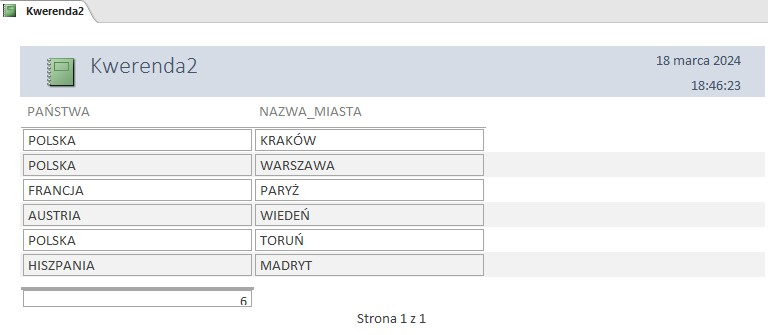 Kwerenda2
Kwerenda2
18 marca 2024
18:46:23
PAŃSTWA NAZWA_MIASTA
POLSKA KRAKÓW
POLSKA WARSZAWA
FRANCJA PARYŻ
AUSTRIA WIEDEŃ
POLSKA TORUŃ
HISZPANIA MADRYT
6
Strona 1 z 1